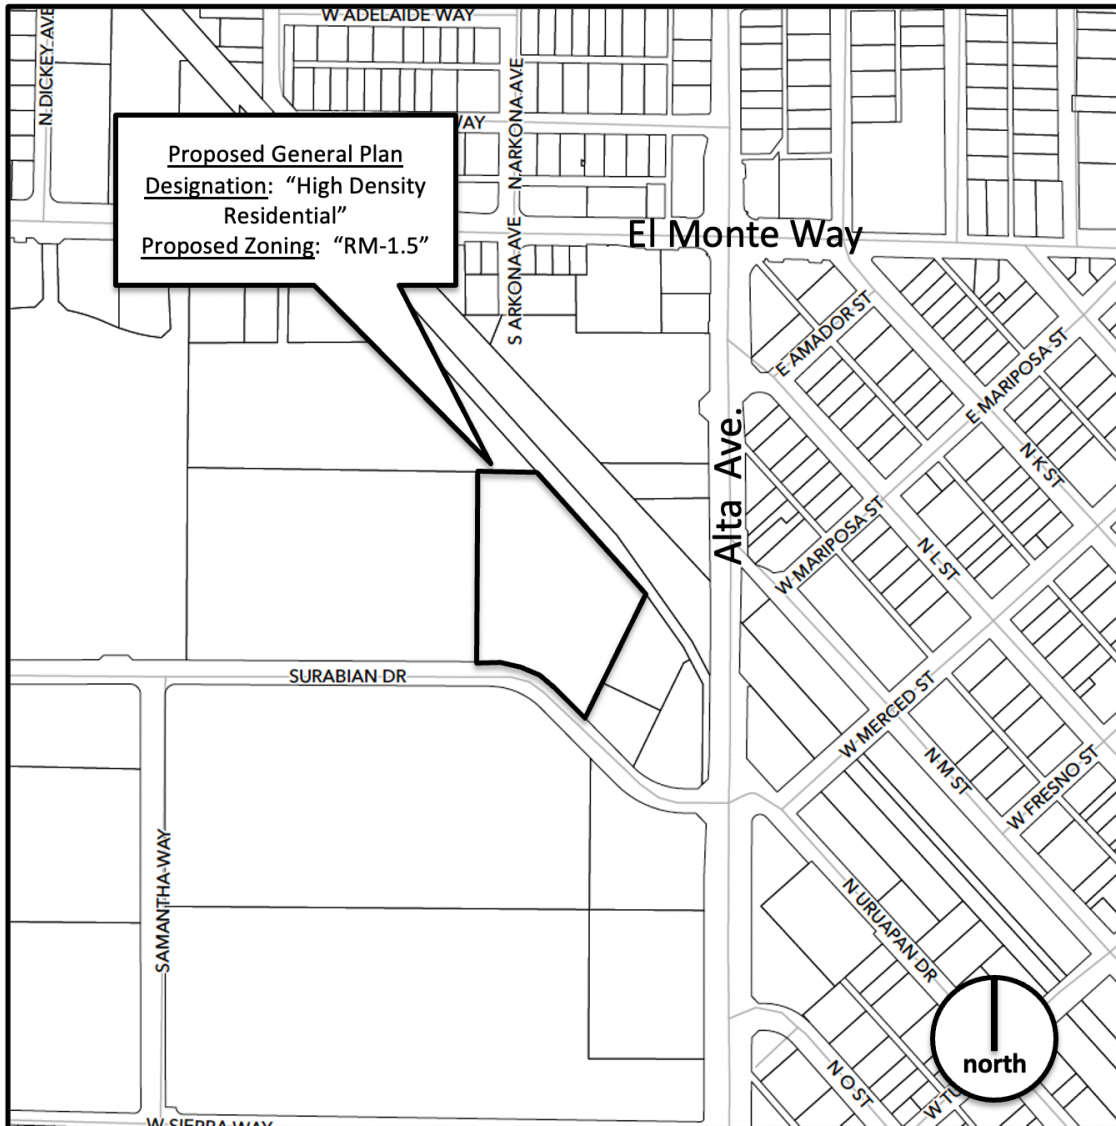 W ADELAIDE WAY
N DICKEY AVE
N ARKONA AVE
WAY
Proposed General Plan
Designation: “High Density
Residential”
Proposed Zoning: “RM-1.5”
S ARKONA AVE
El Monte Way
E AMADOR ST
E MARIPOSA ST
N K ST
Alta Ave.
W MARIPOSA ST
N L ST
SURABIAN DR
W MERCED ST
N M ST
W FRESNO ST
SAMANTHA WAY
N URUAPAN DR
north
N O ST
W TU
W SIERRA WAY